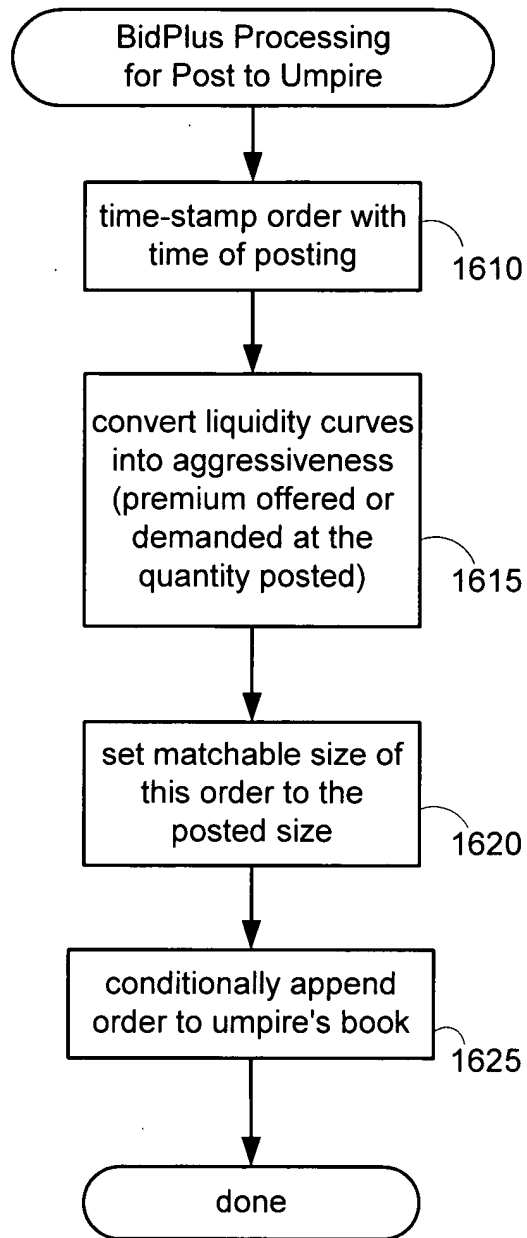 BidPlus Processing
for Post to Umpire
time-stamp order with
time of posting
1610
convert liquidity curves
into aggressiveness
(premium offered or
demanded at the
quantity posted)
1615
set matchable size of
this order to the
posted size
1620
conditionally append
order to umpire's book
1625
done